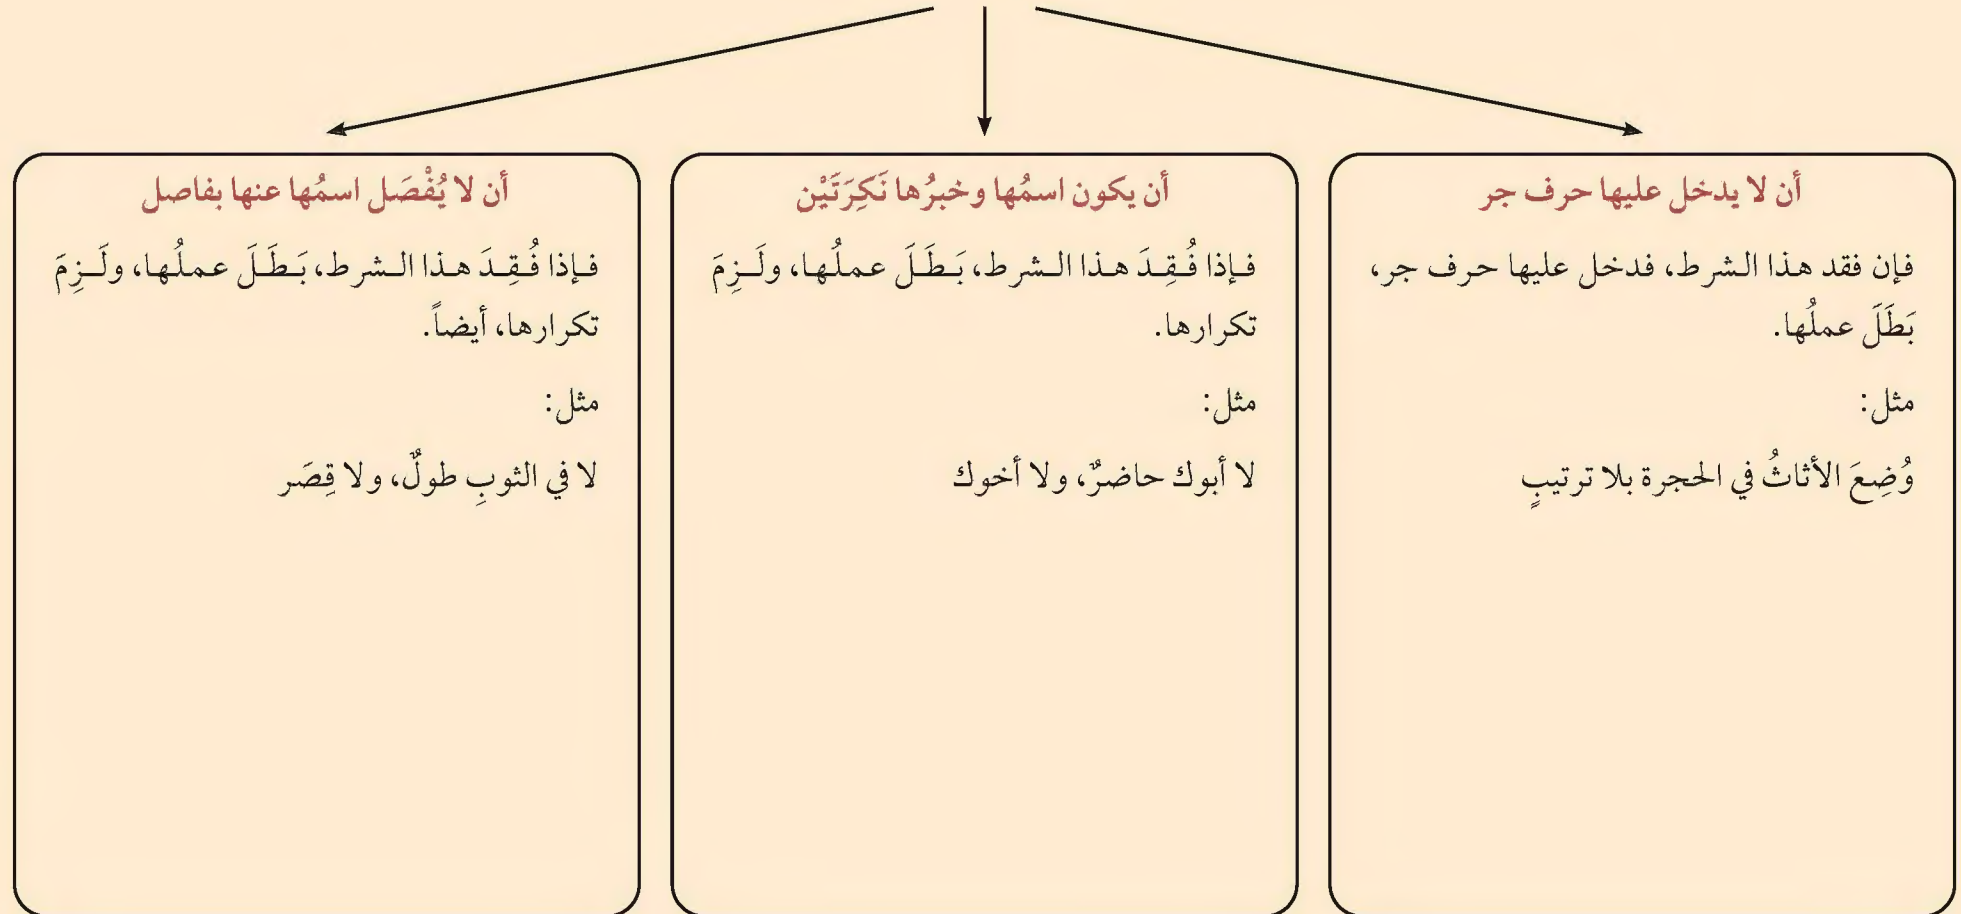 أن لا يدخل عليها حرف جر
فإن فقد هذا الشرط، فدخل عليها حرف جر،
بَطَلَ عملُها.
مثل:
وُضِعَ الأثاثُ في الحجرة بلا ترتيبٍ
أن يكون اسمُها وخبرُها نَكِرَتَيْن
فإذا فُقِدَ هذا الشرط، بَطَلَ عملُها، ولَزِمَ
تكرارها.
مثل:
لا أبوك حاضرٌ، ولا أخوك
أن لا يُفْصَل اسمُها عنها بفاصل
فإذا فُقِدَ هذا الشرط، بَطَلَ عملُها، ولَزِمَ
تكرارها، أيضاً.
مثل:
لا في الثوبِ طولٌ، ولا قِصَر